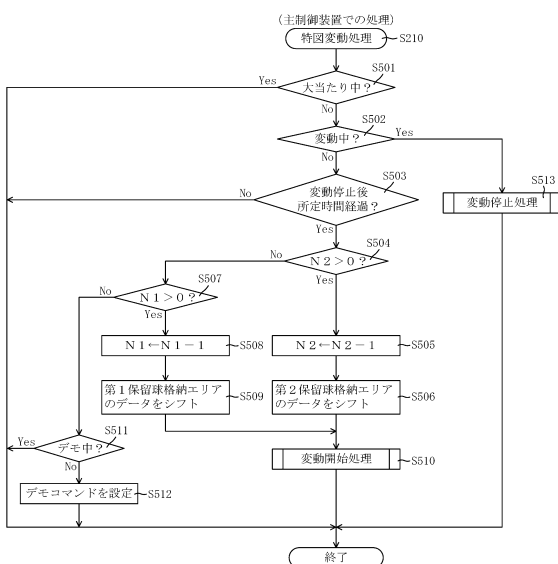 (主制御装置での処理)
特図変動処理
S210
S501
Yes
大当たり中？
No
S502
変動中？
Yes
No
S503
No
変動停止後
所定時間経過？
Yes
S513
変動停止処理
S504
No
N2＞0？
Yes
S507
No
N1＞0？
Yes
N1←N1－1
S508
N2←N2－1
S505
第1保留球格納エリア
のデータをシフト
S509
第2保留球格納エリア
のデータをシフト
S506
S511
Yes
デモ中？
No
変動開始処理
S510
デモコマンドを設定
S512
終了